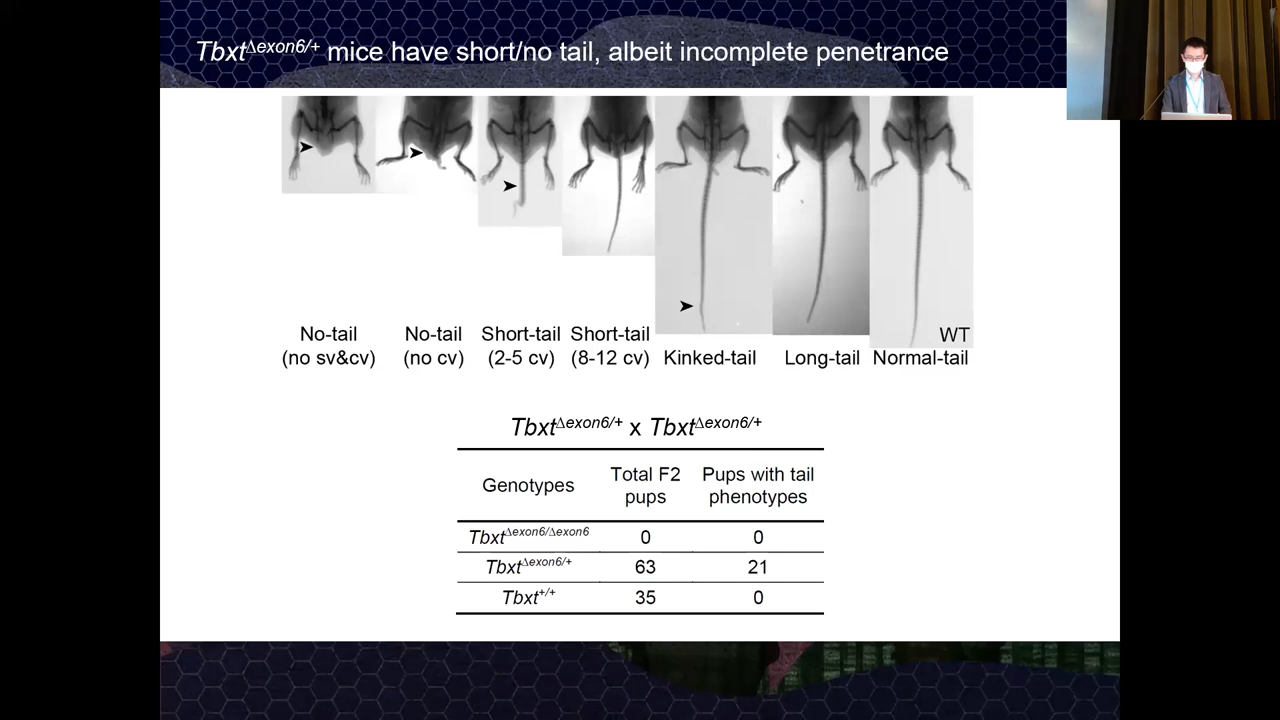 Tbxt^Δexon6/+ mice have short/no tail, albeit incomplete penetrance
WT
No-tail
(no sv&cv)
No-tail
(no cv)
Short-tail
(2-5 cv)
Short-tail
(8-12 cv)
Kinked-tail
Long-tail
Normal-tail
Tbxt^Δexon6/+ x Tbxt^Δexon6/+
Genotypes Total F2 pups Pups with tail phenotypes
Tbxt^Δexon6/Δexon6 0 0
Tbxt^Δexon6/+ 63 21
Tbxt^+/+ 35 0